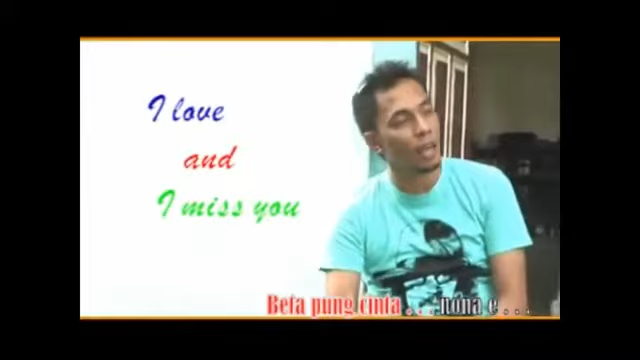 I love
and
I miss you
Beta pung cinta . . . . nona e . . . .